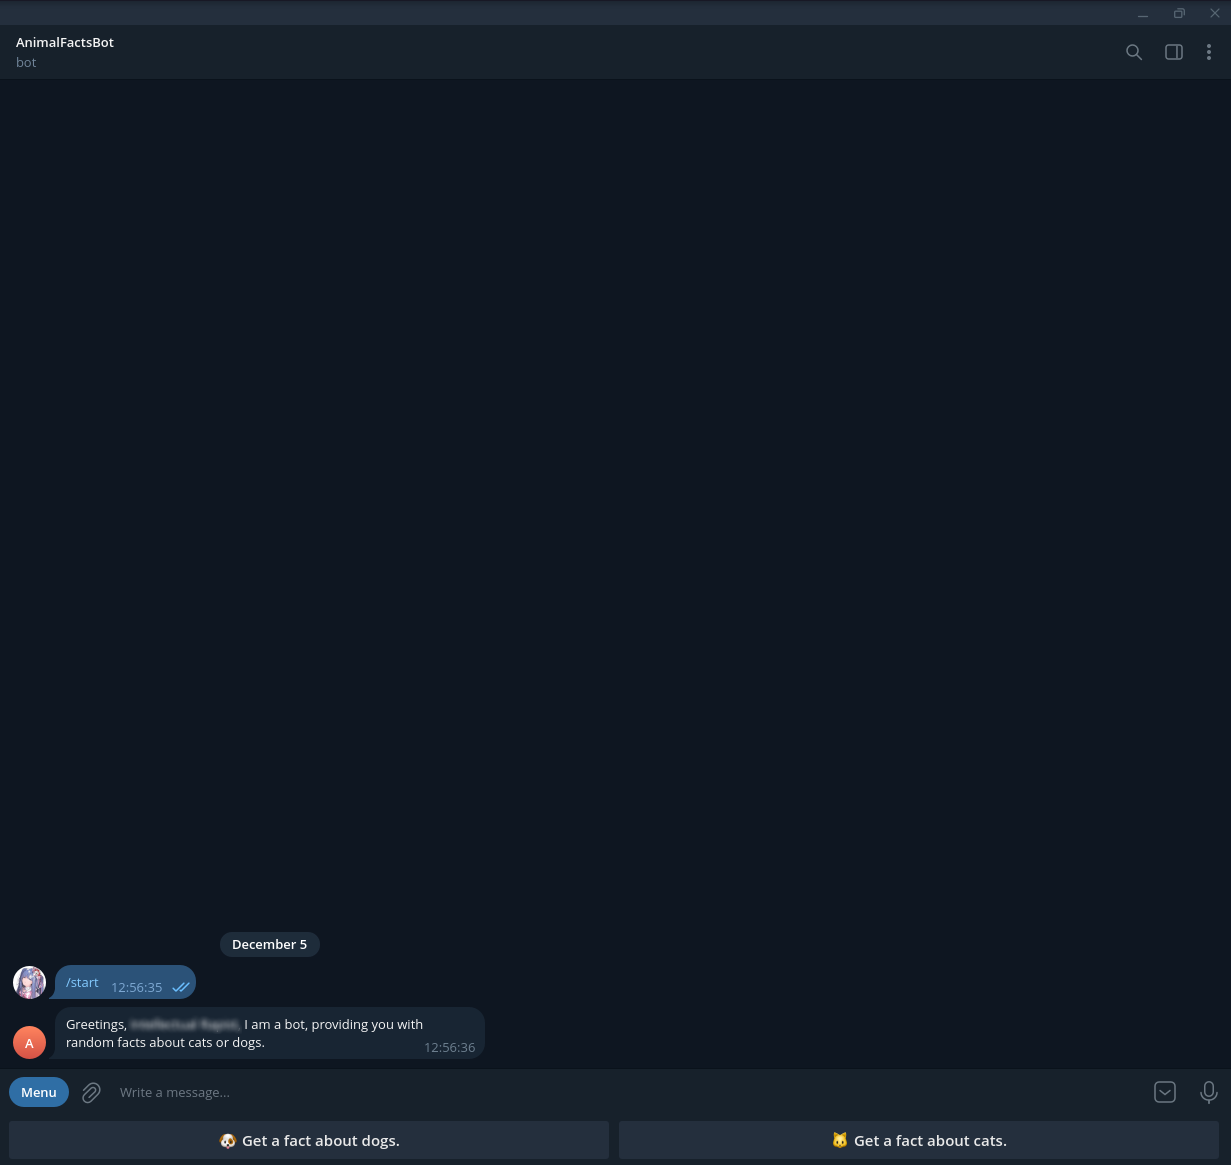 AnimalFactsBot
bot
December 5
/start 12:56:35
A
Greetings, I am a bot, providing you with
random facts about cats or dogs.
12:56:36
Menu
Write a message...
🐶 Get a fact about dogs.
🐱 Get a fact about cats.